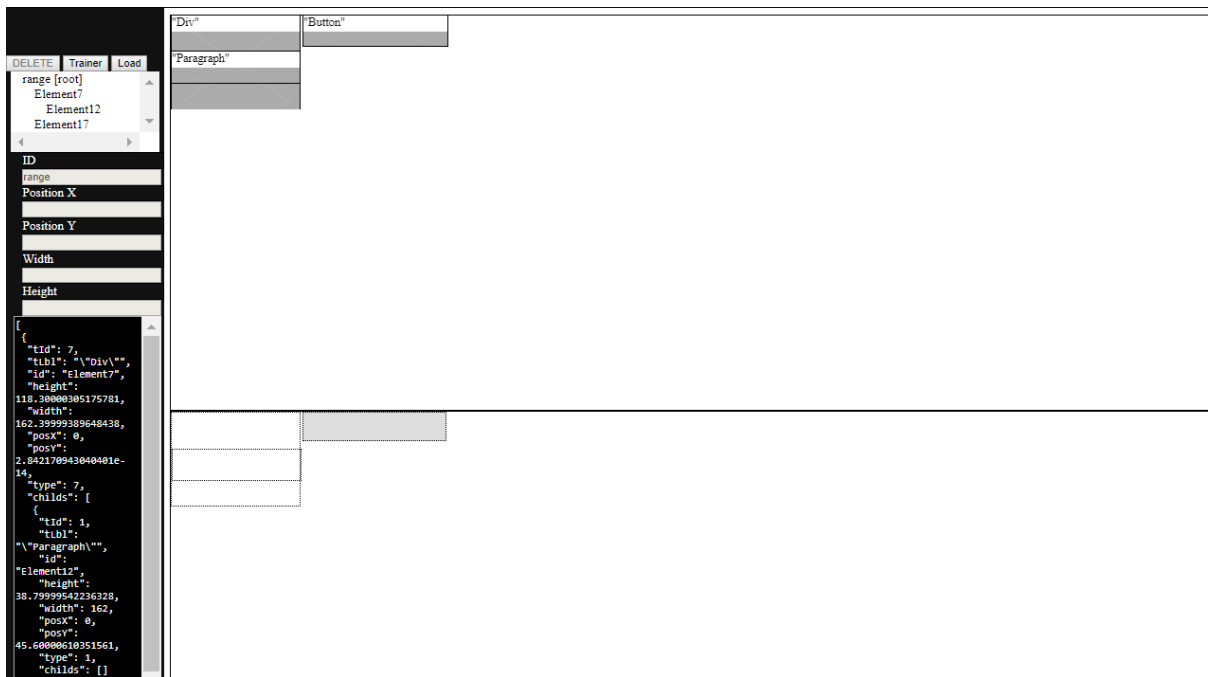 "Div"
"Button"
"Paragraph"
DELETE Trainer Load
range [root]
Element7
Element12
Element17
ID
range
Position X
Position Y
Width
Height
[
{
"tId": 7,
"tLbl": "\"Div\"",
"id": "Element7",
"height":
118.30000305175781,
"width":
162.39999389648438,
"posX": 0,
"posY":
2.842170943040401e-
14,
"type": 7,
"childs": [
{
"tId": 1,
"tLbl":
"\"Paragraph\"",
"id":
"Element12",
"height":
38.79999542236328,
"width": 162,
"posX": 0,
"posY":
45.60000610351561,
"type": 1,
"childs": []